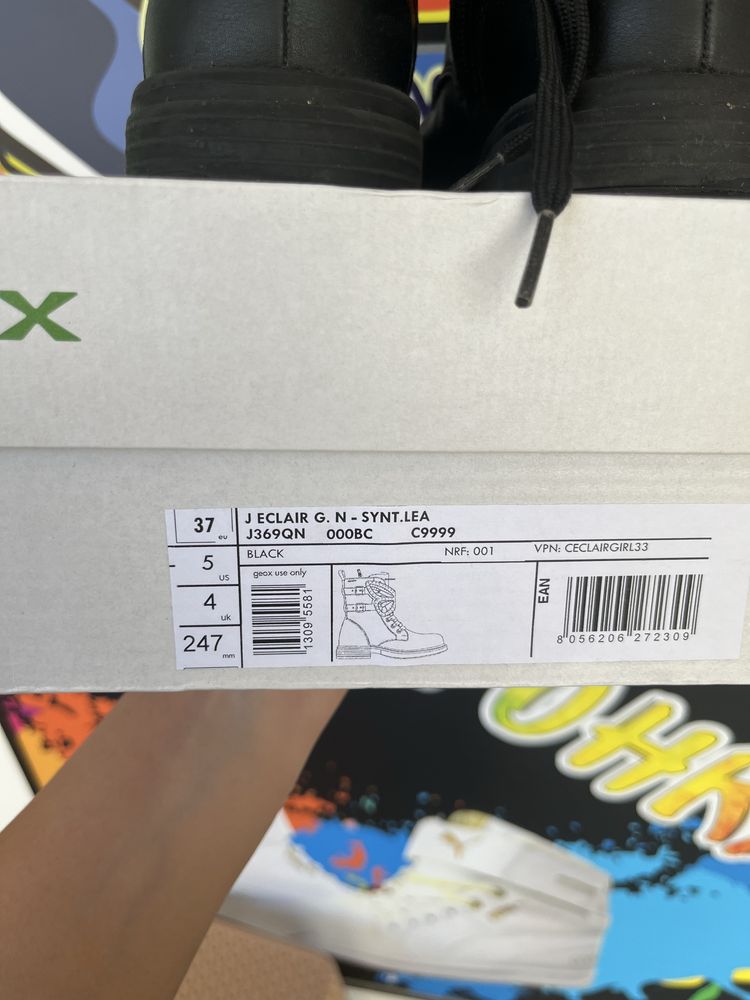 X
37 eu
J ECLAIR G. N - SYNT.LEA
J369QN 000BC C9999
5 us
BLACK NRF: 001 VPN: CECLAIRGIRL33
4 uk
geox use only
1309 5581
EAN
8 056206 272309
247 mm